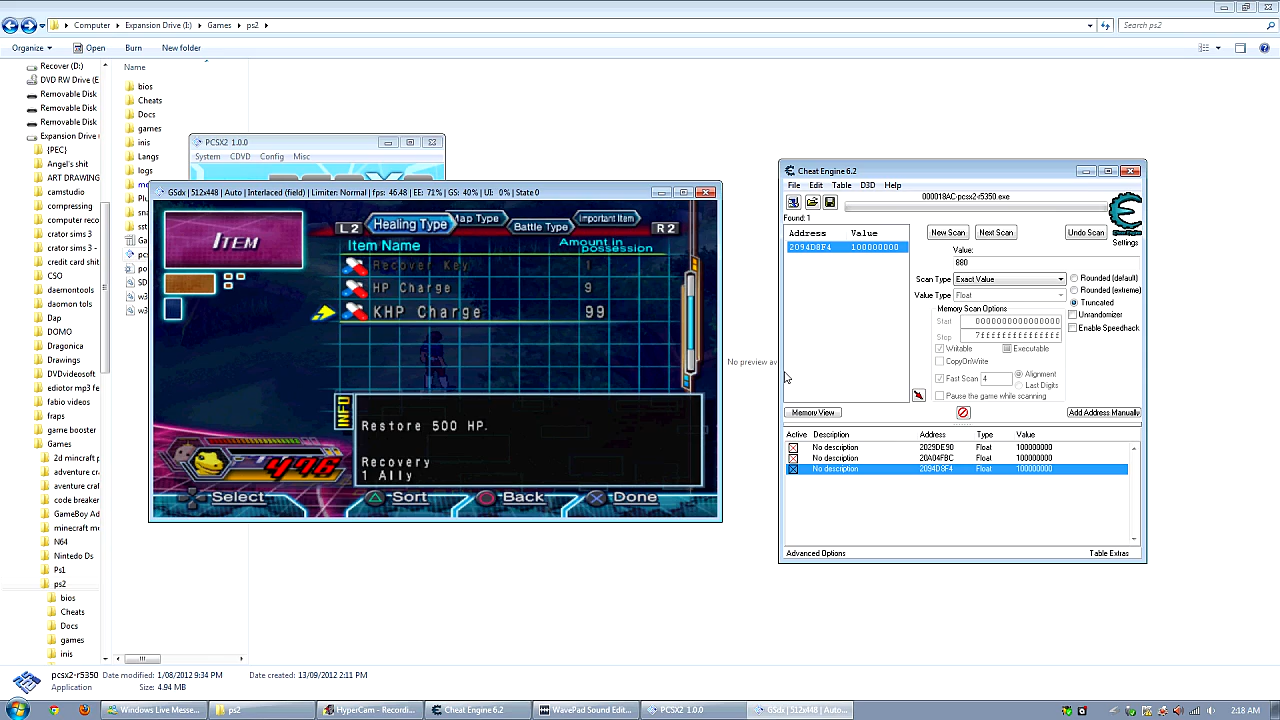 Computer
Expansion Drive (I:)
Games
ps2
Search ps2
Organize
Open
Burn
New folder
Name
Recover (D:)
DVD RW Drive (E
Removable Disk
Removable Disk
Removable Disk
Expansion Drive (
{PEC}
Angel's shit
ART DRAWING
camstudio
compressing
computer reco
crator sims 3
crator sims 3 -
credit card siml
CSO
daemontools
daomon tols
Dap
DOMO
Dragonica
Drawings
DVDvideosoft
ediotor mp3 fe
fabio videos
fraps
game booster
Games
2d mincraft p
adventure cra
aventure craf
code breaker
GameBoy Ad
minecraft mo
N64
Nintedo Ds
Ps1
ps2
bios
Cheats
Docs
games
inis
bios
Cheats
Docs
games
inis
Langs
logs
PCSX2 1.0.0
System CDVD Config Misc
GSdx | 512x448 | Auto | Interlaced (field) | Limiter: Normal | fps: 46.48 | EE: 71% | GS: 40% | UI: 0% | State 0
ITEM
L2
Healing Type
Map Type
Battle Type
Important Item
R2
Item Name
Amount in possession
Recover Key 1
HP Charge 9
KHP Charge 99
INFO
Restore 500 HP.
Recovery
1 Ally
476
Select
Sort
Back
Done
No preview av
Cheat Engine 6.2
File Edit Table D3D Help
000018AC-pcsx2-r5350.exe
Found: 1
Address Value
2094D8F4 100000000
New Scan
Next Scan
Undo Scan
Settings
Value:
880
Scan Type Exact Value
Value Type Float
Rounded (default)
Rounded (extreme)
Truncated
Unrandomizer
Enable Speedhack
Memory Scan Options
Start 0000000000000000
Stop 7fffffffffffffff
Writable
Executable
CopyOnWrite
Fast Scan 4
Alignment
Last Digits
Pause the game while scanning
Memory View
Add Address Manually
Active Description Address Type Value
No description 2029DE90 Float 100000000
No description 20A04FBC Float 100000000
No description 2094D8F4 Float 100000000
Advanced Options
Table Extras
pcsx2-r5350 Date modified: 1/08/2012 9:34 PM Date created: 13/09/2012 2:11 PM
Application Size: 4.94 MB
Windows Live Messe...
ps2
HyperCam - Recordi...
Cheat Engine 6.2
WavePad Sound Edit...
PCSX2 1.0.0
GSdx | 512x448 | Auto...
2:18 AM